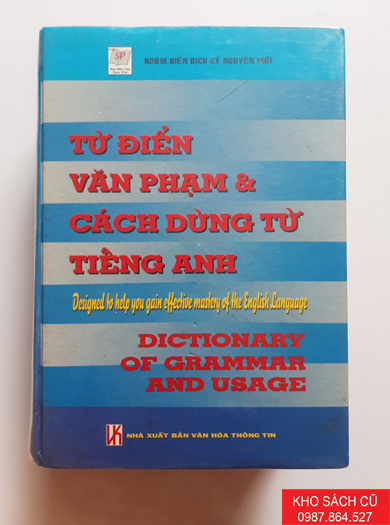 SP
NHÓM BIÊN DỊCH KỶ NGUYÊN MỚI
TỪ ĐIỂN
VĂN PHẠM &
CÁCH DÙNG TỪ
TIẾNG ANH
Designed to help you gain effective mastery of the English Language
DICTIONARY
OF GRAMMAR
AND USAGE
NHÀ XUẤT BẢN VĂN HÓA THÔNG TIN
KHO SÁCH CŨ
0987.864.527